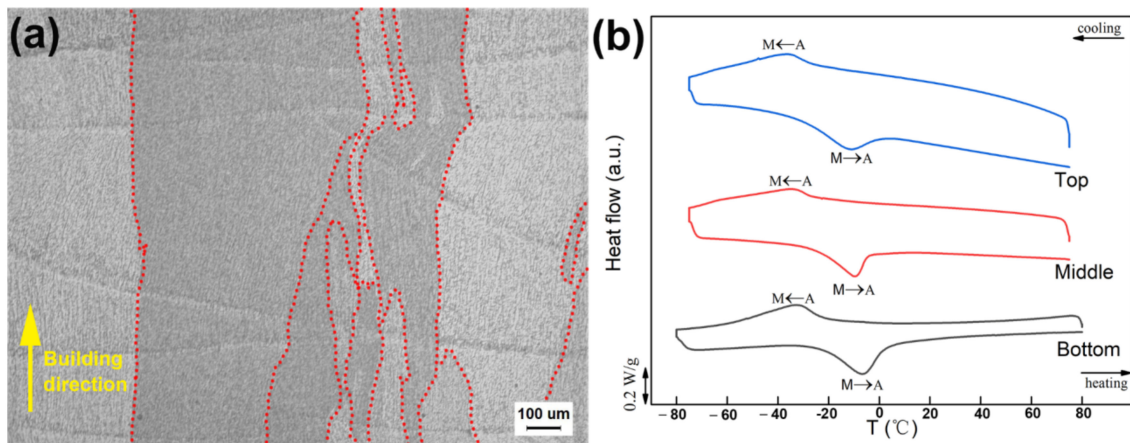 (a)
Building
direction
100 um
(b)
cooling
M←A
M→A
Top
M←A
M→A
Middle
M←A
M→A
Bottom
heating
0.2 W/g
Heat flow (a.u.)
−80 −60 −40 −20 0 20 40 60 80
T (℃)